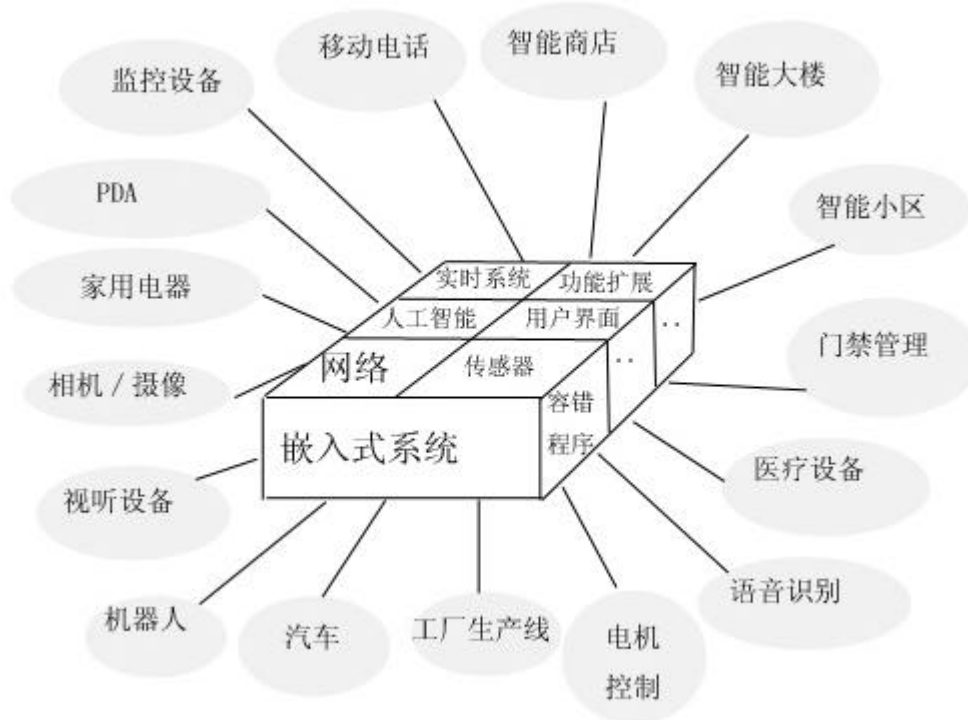 移动电话
智能商店
智能大楼
监控设备
PDA
智能小区
家用电器
实时系统
功能扩展
人工智能
用户界面
..
门禁管理
网络
传感器
..
相机/摄像
容错
程序
嵌入式系统
医疗设备
视听设备
语音识别
机器人
汽车
工厂生产线
电机
控制